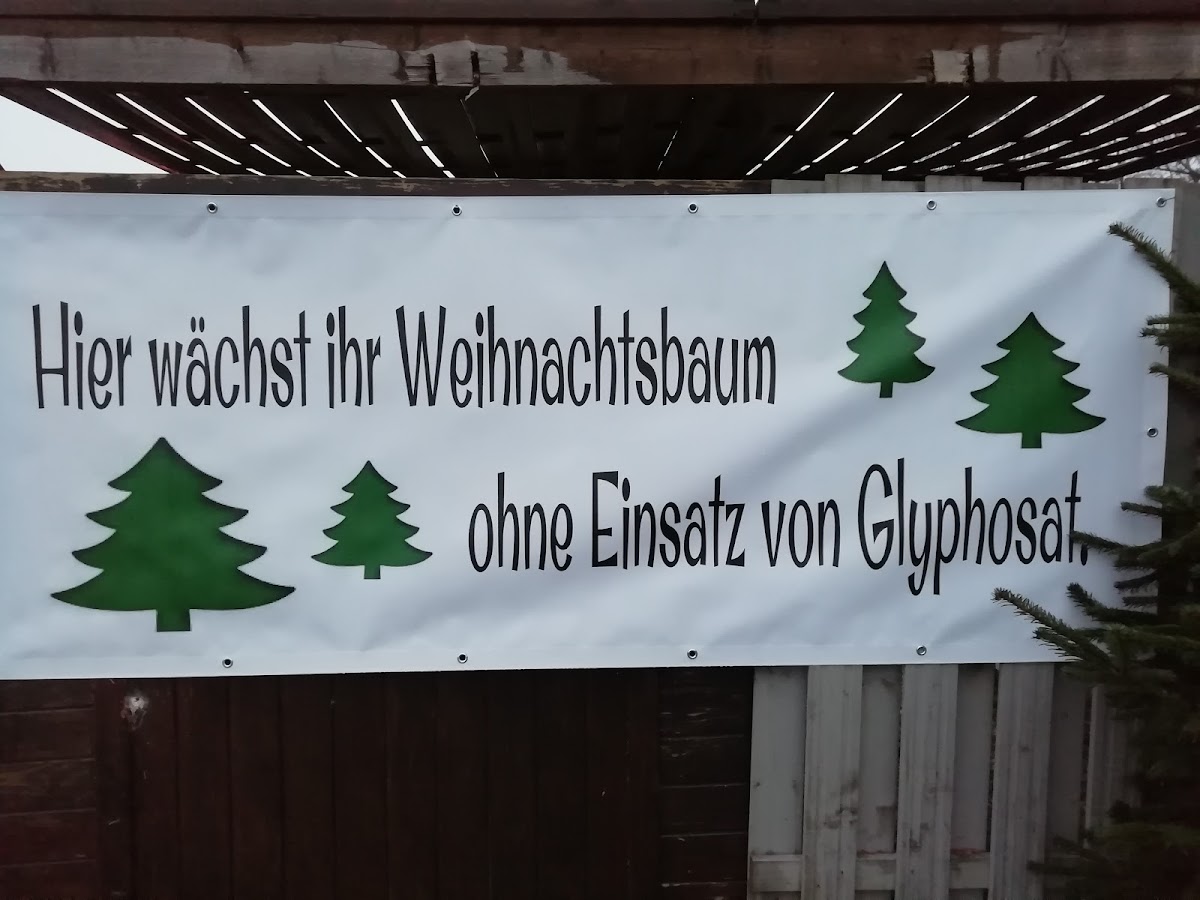 Hier wächst ihr Weihnachtsbaum
ohne Einsatz von Glyphosat.